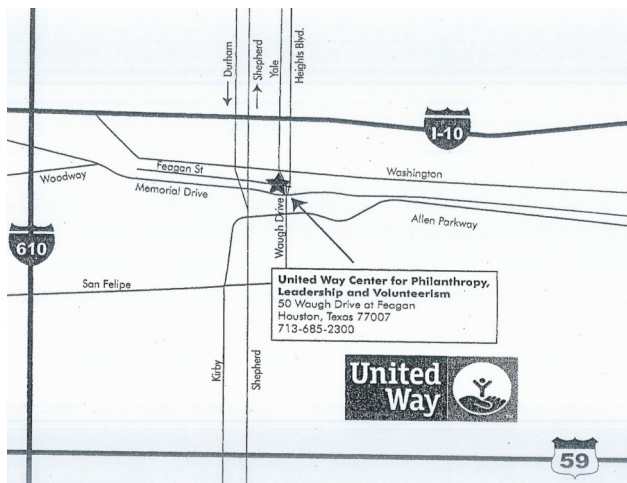 Durham
Shepherd
Yale
Heights Blvd.
I-10
Feagan St
Washington
Woodway
Memorial Drive
Waugh Drive
Allen Parkway
610
San Felipe
United Way Center for Philanthropy,
Leadership and Volunteerism
50 Waugh Drive at Feagan
Houston, Texas 77007
713-685-2300
Kirby
Shepherd
United
Way
59